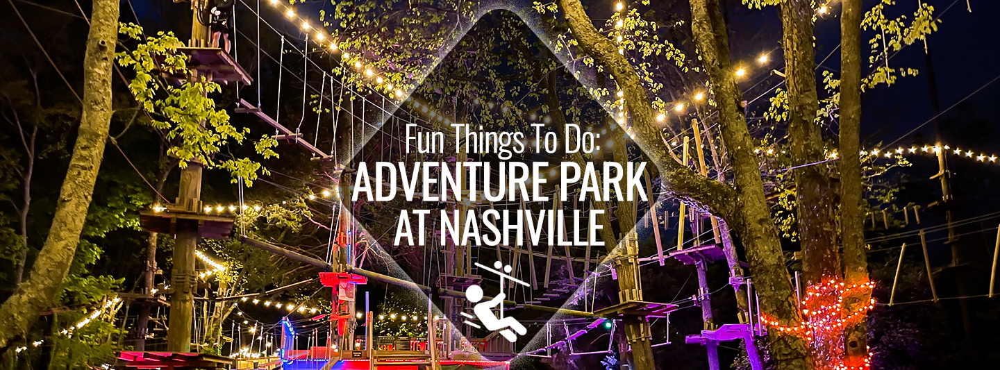 Fun Things To Do:
ADVENTURE PARK
AT NASHVILLE